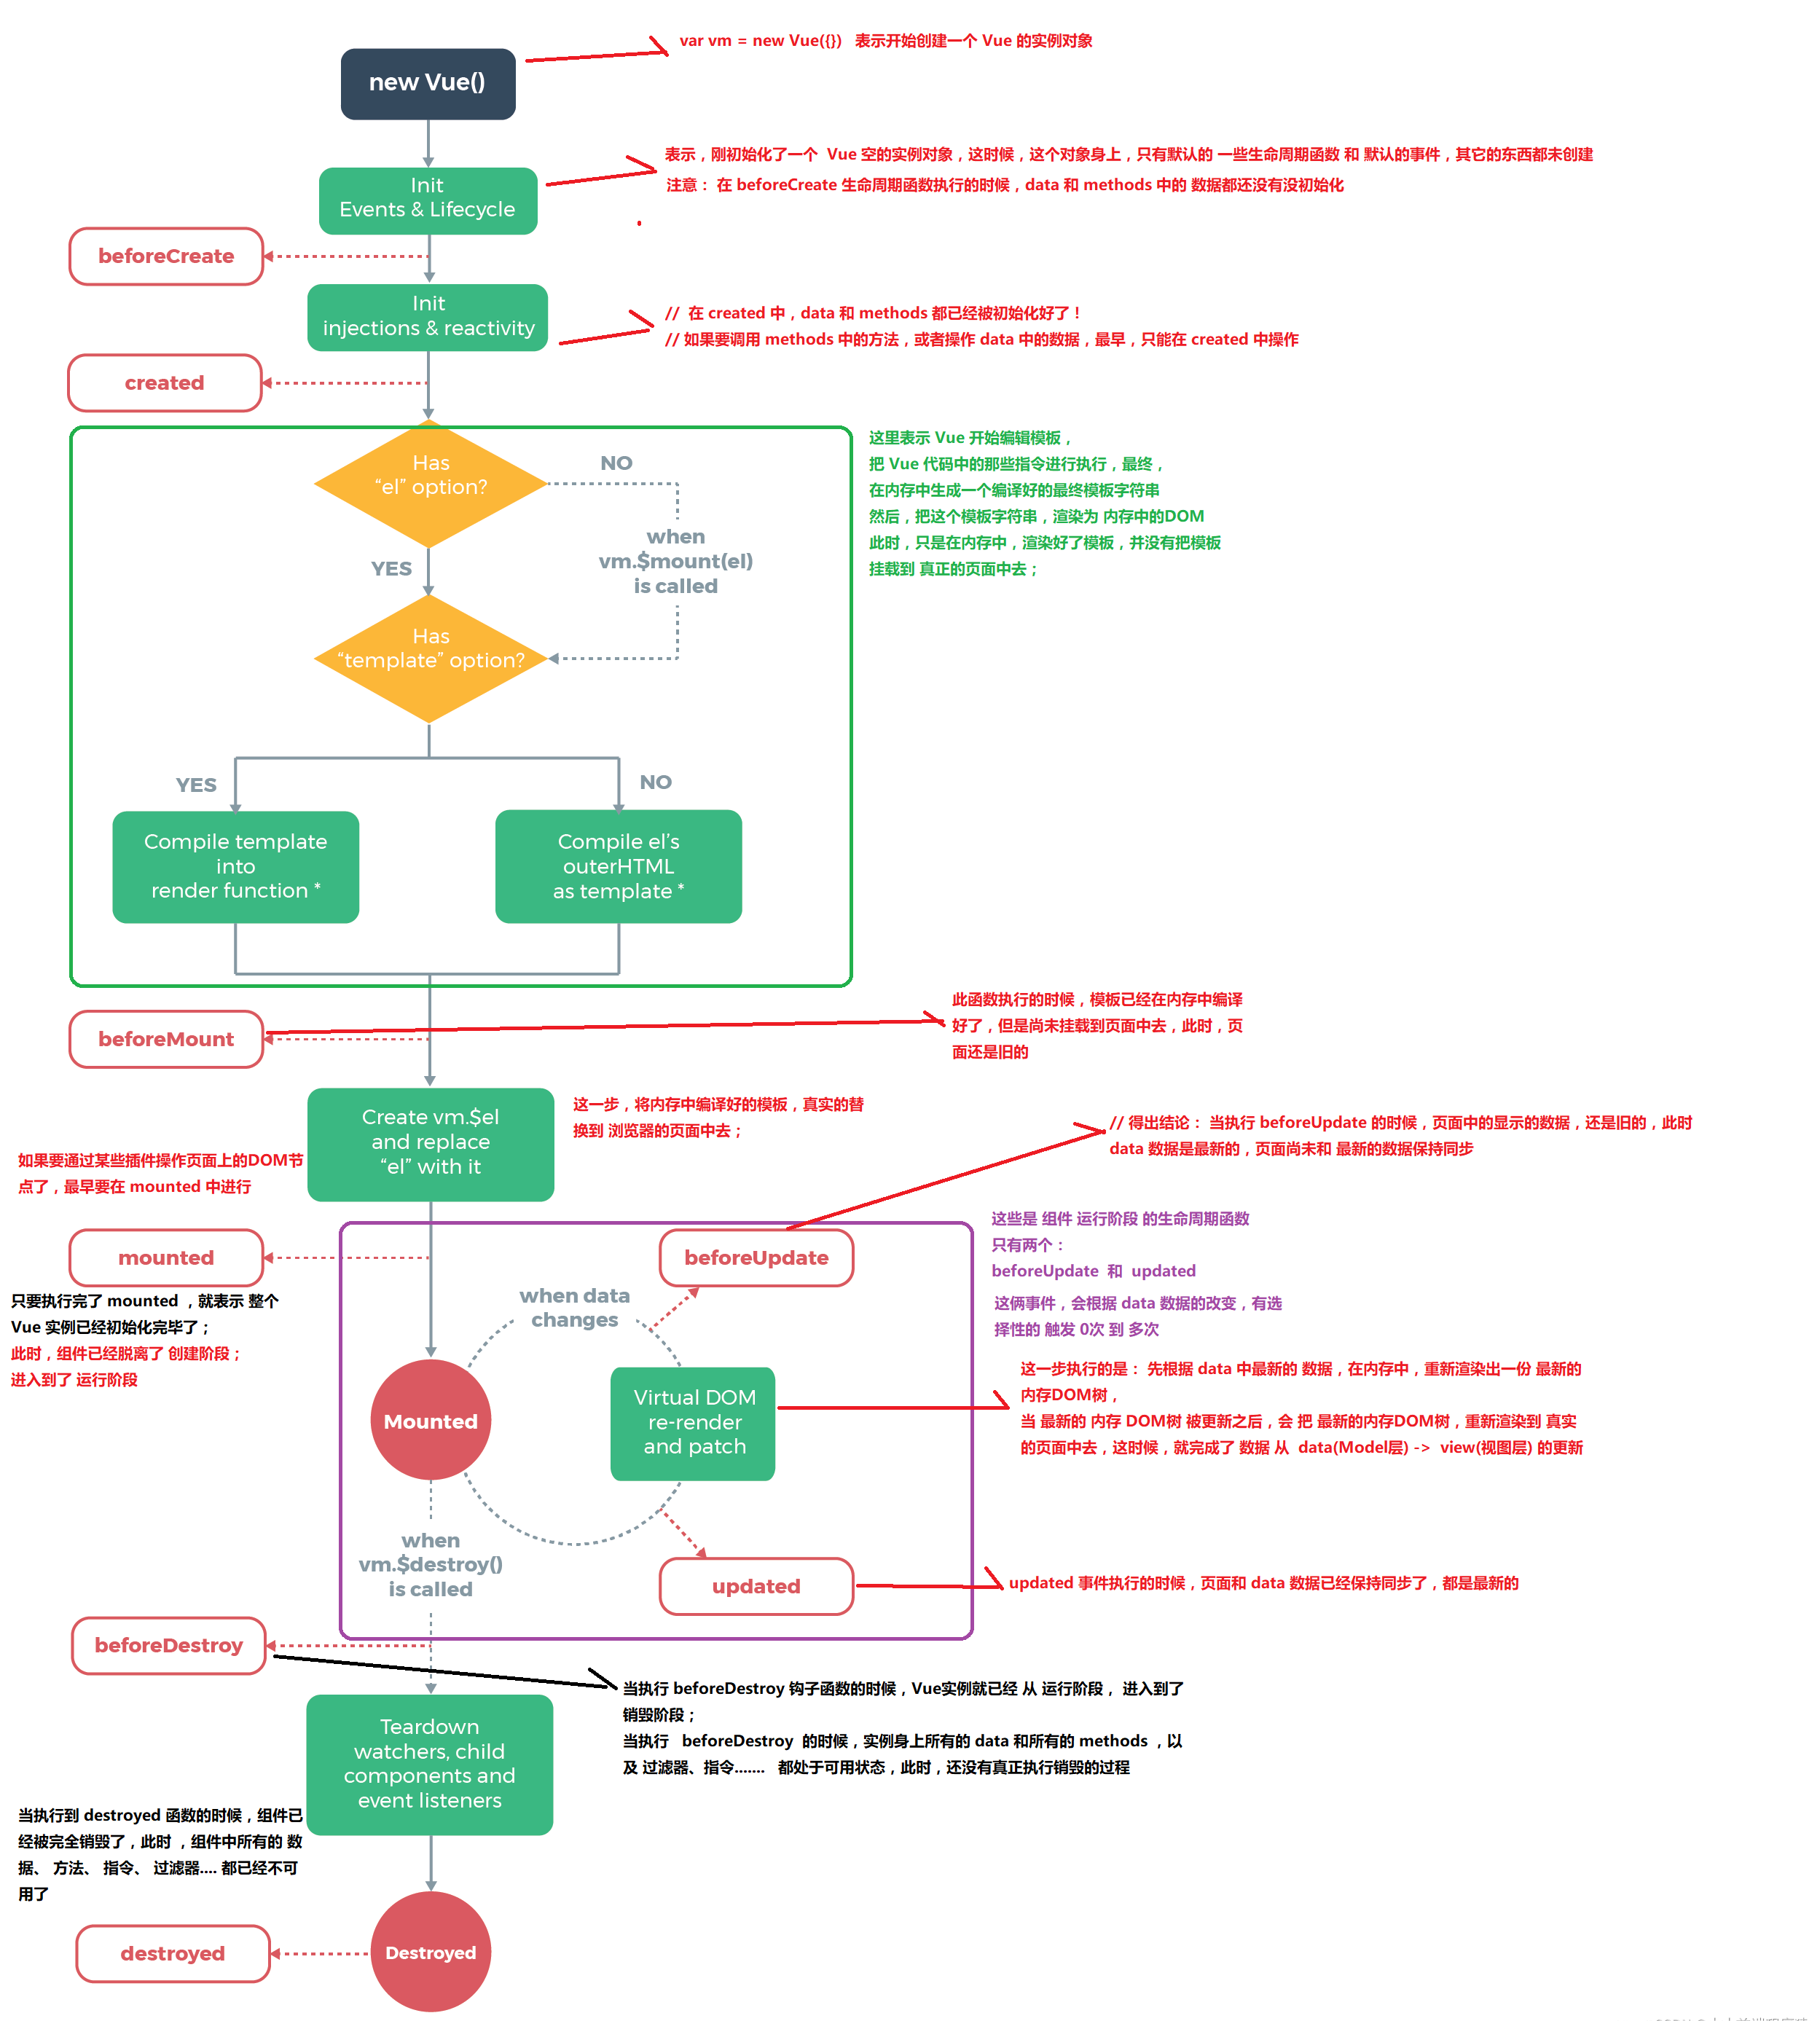 var vm = new Vue({}) 表示开始创建一个 Vue 的实例对象
new Vue()
表示，刚初始化了一个 Vue 空的实例对象，这时候，这个对象身上，只有默认的 一些生命周期函数 和 默认的事件，其它的东西都未创建
注意： 在 beforeCreate 生命周期函数执行的时候，data 和 methods 中的 数据都还没有没初始化
Init
Events & Lifecycle
beforeCreate
Init
injections & reactivity
// 在 created 中，data 和 methods 都已经被初始化好了！
// 如果要调用 methods 中的方法，或者操作 data 中的数据，最早，只能在 created 中操作
created
这里表示 Vue 开始编辑模板，
把 Vue 代码中的那些指令进行执行，最终，
在内存中生成一个编译好的最终模板字符串
然后，把这个模板字符串，渲染为 内存中的DOM
此时，只是在内存中，渲染好了模板，并没有把模板
挂载到 真正的页面中去；
Has
“el” option?
NO
when
vm.$mount(el)
is called
YES
Has
“template” option?
YES
NO
Compile template
into
render function *
Compile el’s
outerHTML
as template *
beforeMount
此函数执行的时候，模板已经在内存中编译
好了，但是尚未挂载到页面中去，此时，页
面还是旧的
Create vm.$el
and replace
“el” with it
这一步，将内存中编译好的模板，真实的替
换到 浏览器的页面中去；
// 得出结论： 当执行 beforeUpdate 的时候，页面中的显示的数据，还是旧的，此时
data 数据是最新的，页面尚未和 最新的数据保持同步
如果要通过某些插件操作页面上的DOM节
点了，最早要在 mounted 中进行
mounted
只要执行完了 mounted ，就表示 整个
Vue 实例已经初始化完毕了；
此时，组件已经脱离了 创建阶段；
进入到了 运行阶段
beforeUpdate
这些是 组件 运行阶段 的生命周期函数
只有两个：
beforeUpdate 和 updated
这俩事件，会根据 data 数据的改变，有选
择性的 触发 0次 到 多次
when data
changes
Mounted
Virtual DOM
re-render
and patch
这一步执行的是： 先根据 data 中最新的 数据，在内存中，重新渲染出一份 最新的
内存DOM树，
当 最新的 内存 DOM树 被更新之后，会 把 最新的内存DOM树，重新渲染到 真实
的页面中去，这时候，就完成了 数据 从 data(Model层) -> view(视图层) 的更新
when
vm.$destroy()
is called
updated
updated 事件执行的时候，页面和 data 数据已经保持同步了，都是最新的
beforeDestroy
当执行 beforeDestroy 钩子函数的时候，Vue实例就已经 从 运行阶段， 进入到了
销毁阶段；
当执行 beforeDestroy 的时候，实例身上所有的 data 和所有的 methods ，以
及 过滤器、指令....... 都处于可用状态，此时，还没有真正执行销毁的过程
Teardown
watchers, child
components and
event listeners
当执行到 destroyed 函数的时候，组件已
经被完全销毁了，此时 ，组件中所有的 数
据、 方法、 指令、 过滤器.... 都已经不可
用了
destroyed
Destroyed